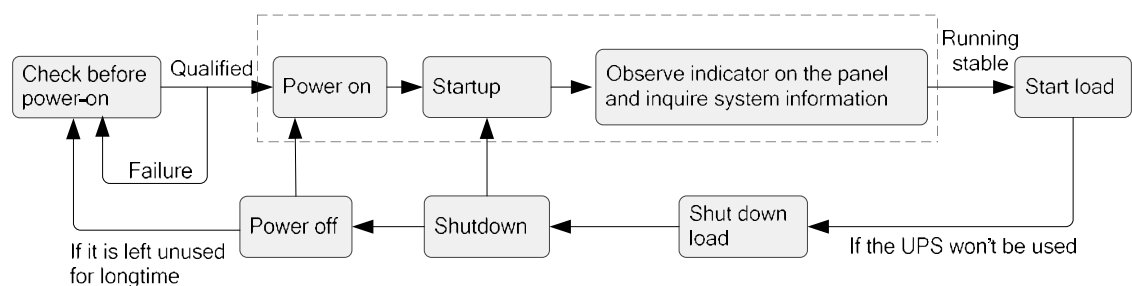 Check before
power-on
Qualified
Failure
Power on
Startup
Observe indicator on the panel
and inquire system information
Running
stable
Start load
Power off
Shutdown
Shut down
load
If the UPS won't be used
If it is left unused
for longtime